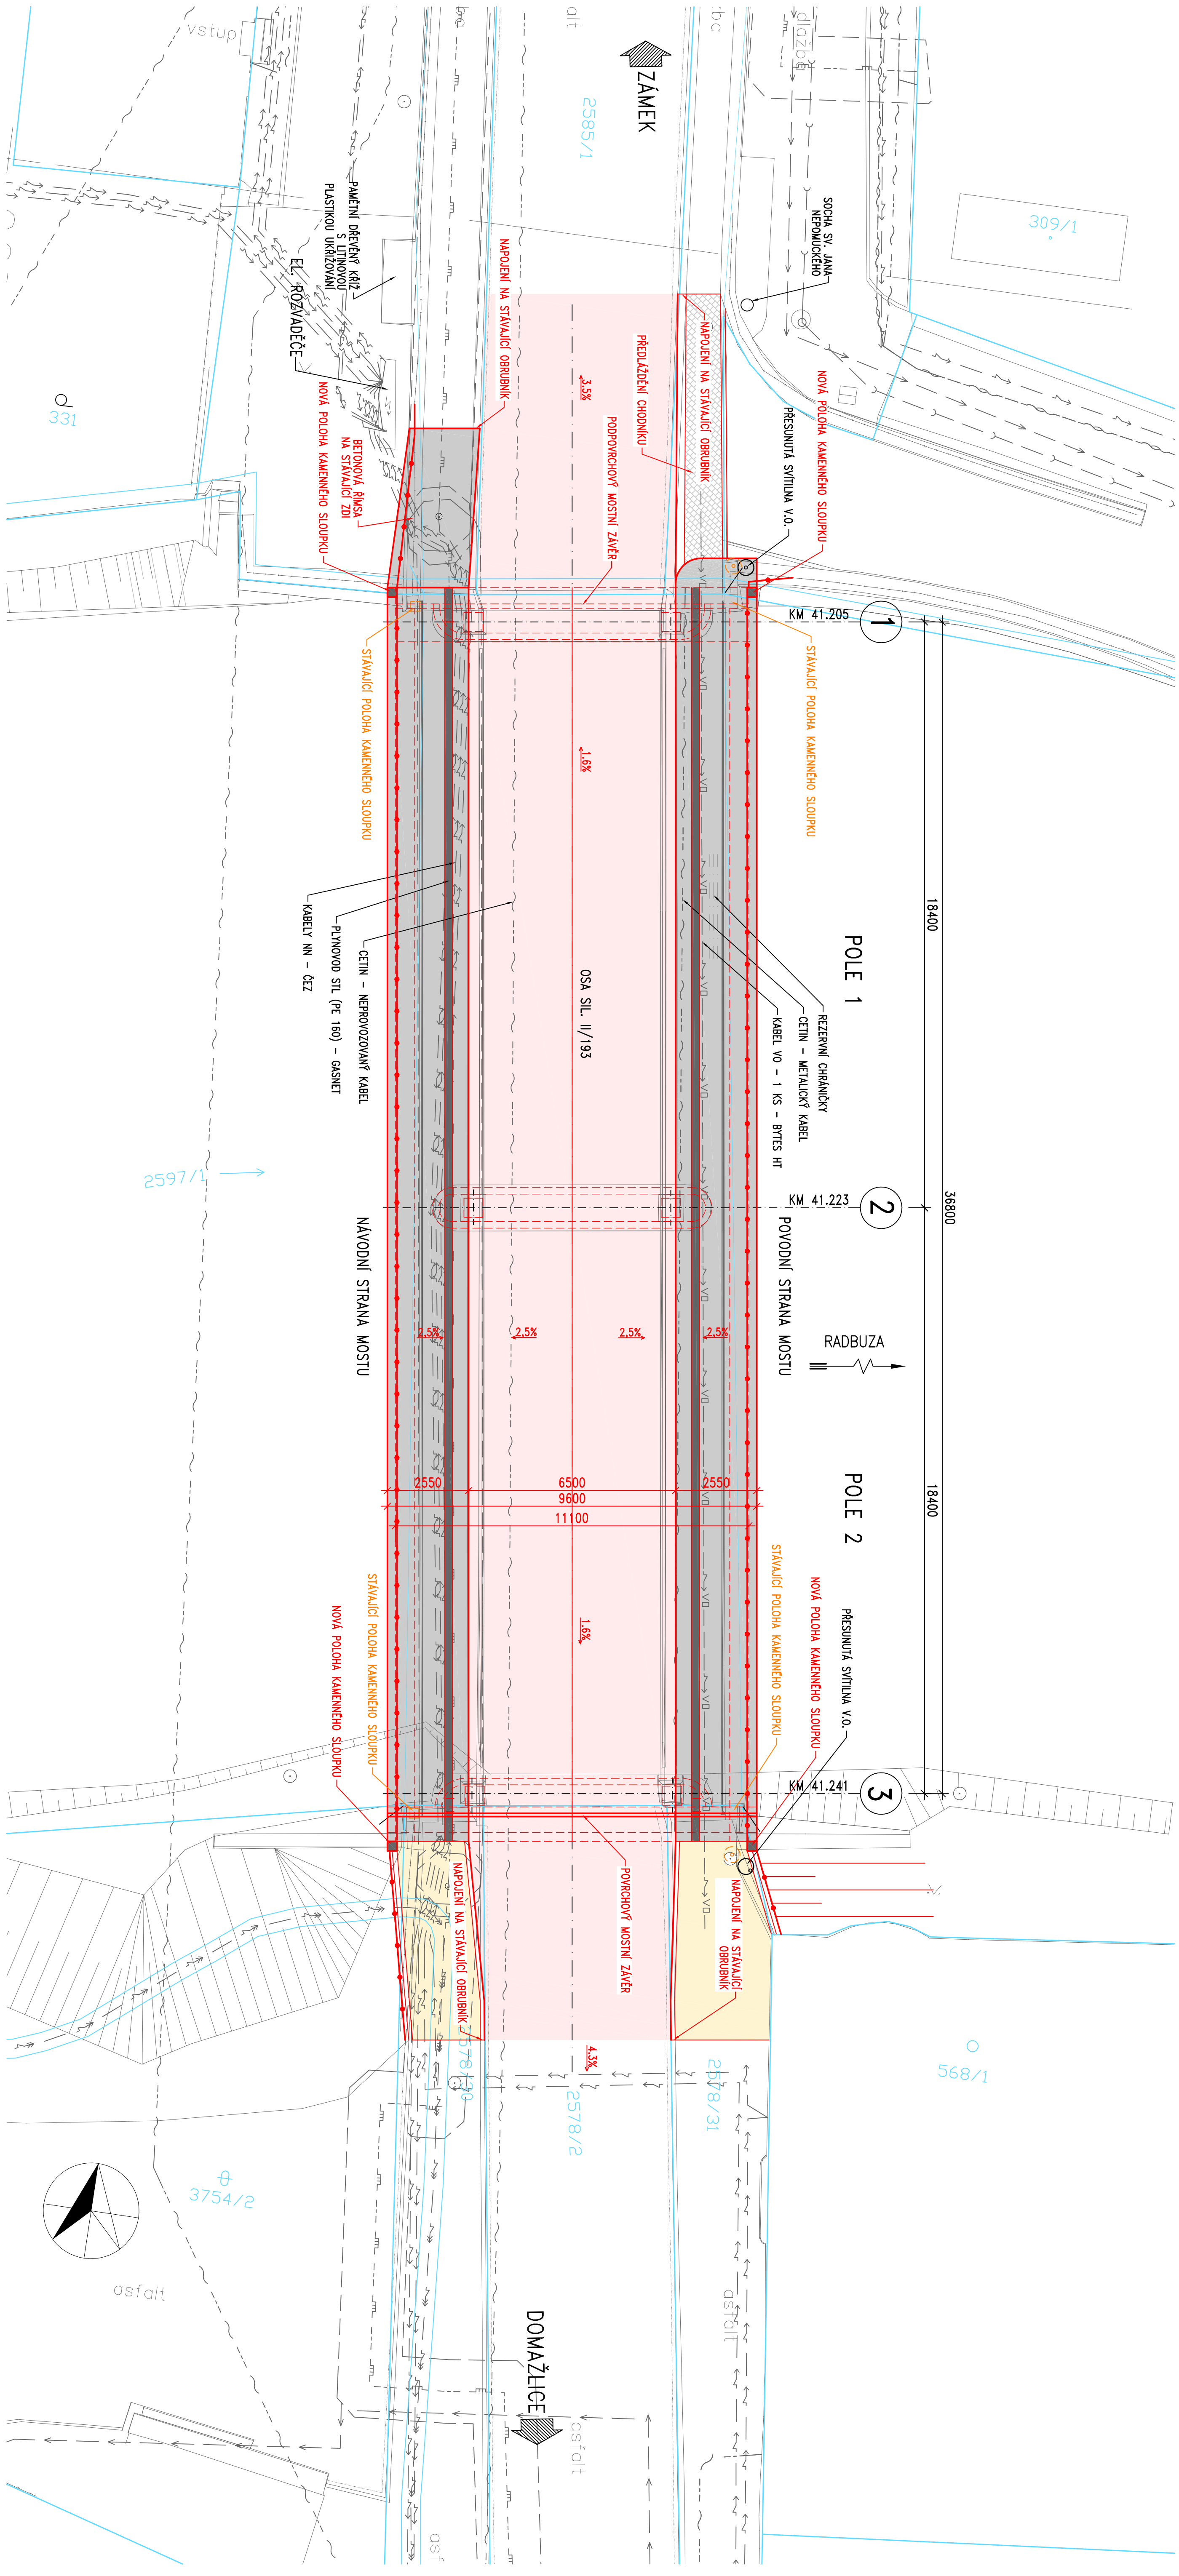 vstup
dlažba
ZÁMEK
2585/1
309/1
SOCHA SV. JANA
NEPOMUCKÉHO
PAMĚTNÍ DŘEVĚNÝ KŘÍŽ
S LITINOVOU
PLASTIKOU UKŘIŽOVÁNÍ
EL. ROZVADĚČE
NAPOJENÍ NA STÁVAJÍCÍ OBRUBNÍK
NAPOJENÍ NA STÁVAJÍCÍ OBRUBNÍK
PŘEDLÁŽDĚNÍ CHODNÍKU
3.5%
PODPOVRCHOVÝ MOSTNÍ ZÁVĚR
NOVÁ POLOHA KAMENNÉHO SLOUPKU
PŘESUNUTÁ SVÍTILNA V.O.
NOVÁ POLOHA KAMENNÉHO SLOUPKU
BETONOVÁ ŘÍMSA
NA STÁVAJÍCÍ ZDI
331
KM 41.205
1
STÁVAJÍCÍ POLOHA KAMENNÉHO SLOUPKU
STÁVAJÍCÍ POLOHA KAMENNÉHO SLOUPKU
1.6%
18400
POLE 1
REZERVNÍ CHRÁNIČKY
CETIN - METALICKÝ KABEL
KABEL VO - 1 KS - BYTES HT
OSA SIL. II/193
CETIN - NEPROVOZOVANÝ KABEL
PLYNOVOD STL (PE 160) - GASNET
KABELY NN - ČEZ
2597/1
36800
KM 41.223
2
NÁVODNÍ STRANA MOSTU
POVODNÍ STRANA MOSTU
RADBUZA
2,5%
2,5%
2,5%
2,5%
POLE 2
18400
2550
6500
2550
9600
11100
1.6%
STÁVAJÍCÍ POLOHA KAMENNÉHO SLOUPKU
NOVÁ POLOHA KAMENNÉHO SLOUPKU
PŘESUNUTÁ SVÍTILNA V.O.
STÁVAJÍCÍ POLOHA KAMENNÉHO SLOUPKU
NOVÁ POLOHA KAMENNÉHO SLOUPKU
KM 41.241
3
NAPOJENÍ NA STÁVAJÍCÍ OBRUBNÍK
POVRCHOVÝ MOSTNÍ ZÁVĚR
NAPOJENÍ NA STÁVAJÍCÍ
OBRUBNÍK
4.3%
568/1
2578/2
2578/31
3754/2
asfalt
asfalt
DOMAŽLICE
asfalt